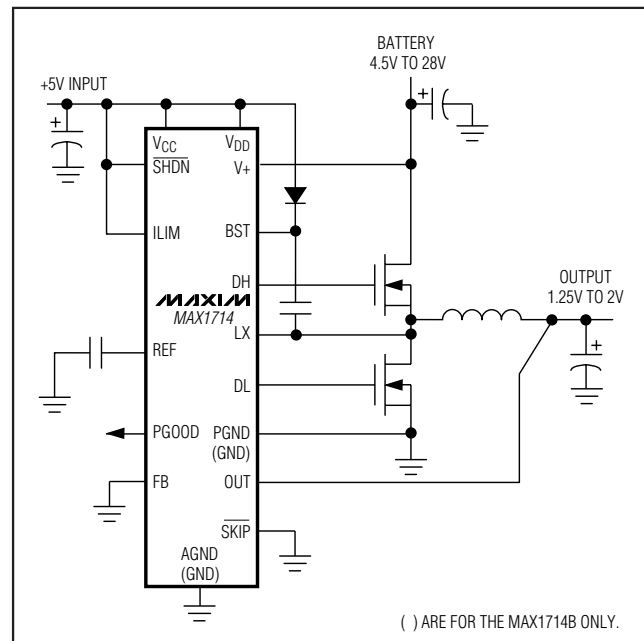 BATTERY
4.5V TO 28V
+5V INPUT
+
+
VCC
VDD
SHDN
V+
ILIM
BST
DH
OUTPUT
1.25V TO 2V
MAXIM
MAX1714
LX
+
REF
DL
PGOOD
PGND
(GND)
FB
OUT
SKIP
AGND
(GND)
( ) ARE FOR THE MAX1714B ONLY.